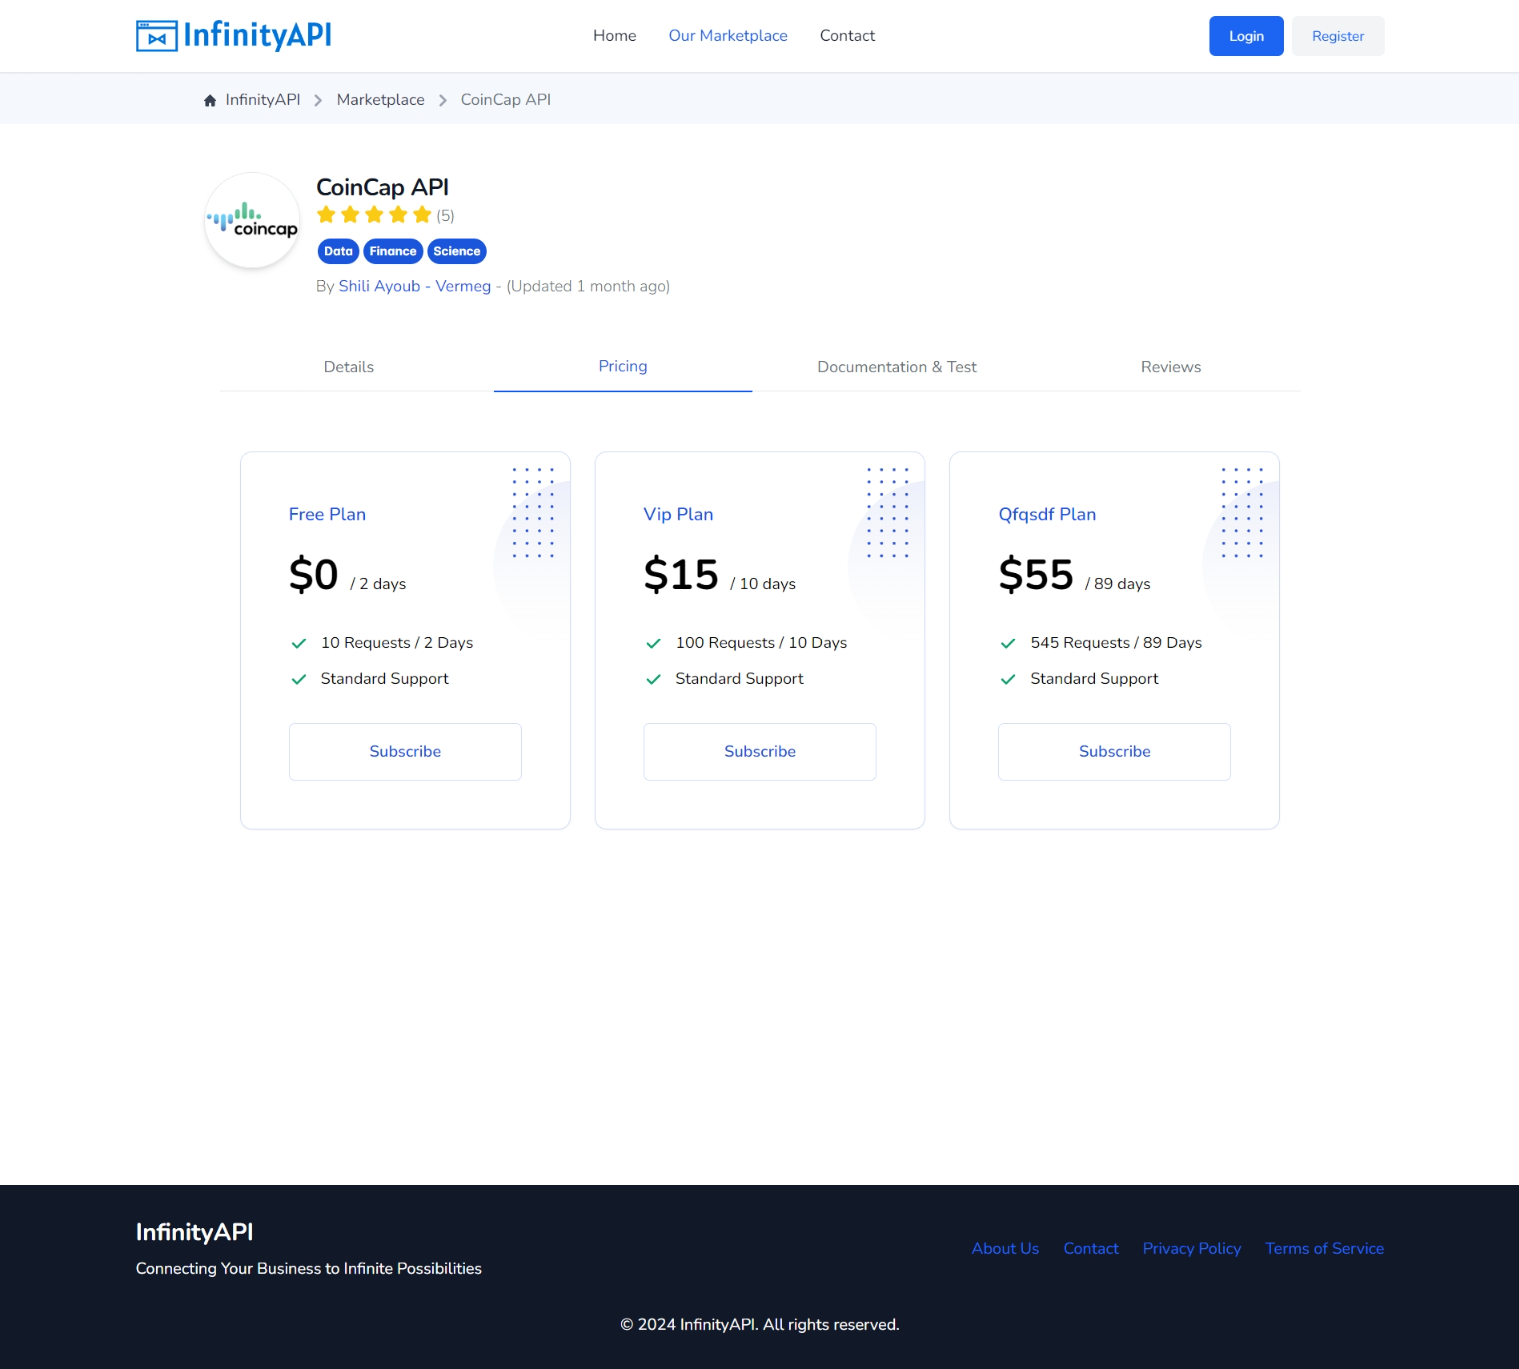 InfinityAPI
Home
Our Marketplace
Contact
Login
Register
InfinityAPI
Marketplace
CoinCap API
coincap
CoinCap API
(5)
Data
Finance
Science
By Shili Ayoub - Vermeg - (Updated 1 month ago)
Details
Pricing
Documentation & Test
Reviews
Free Plan
$0 / 2 days
10 Requests / 2 Days
Standard Support
Subscribe
Vip Plan
$15 / 10 days
100 Requests / 10 Days
Standard Support
Subscribe
Qfqsdf Plan
$55 / 89 days
545 Requests / 89 Days
Standard Support
Subscribe
InfinityAPI
Connecting Your Business to Infinite Possibilities
About Us
Contact
Privacy Policy
Terms of Service
© 2024 InfinityAPI. All rights reserved.